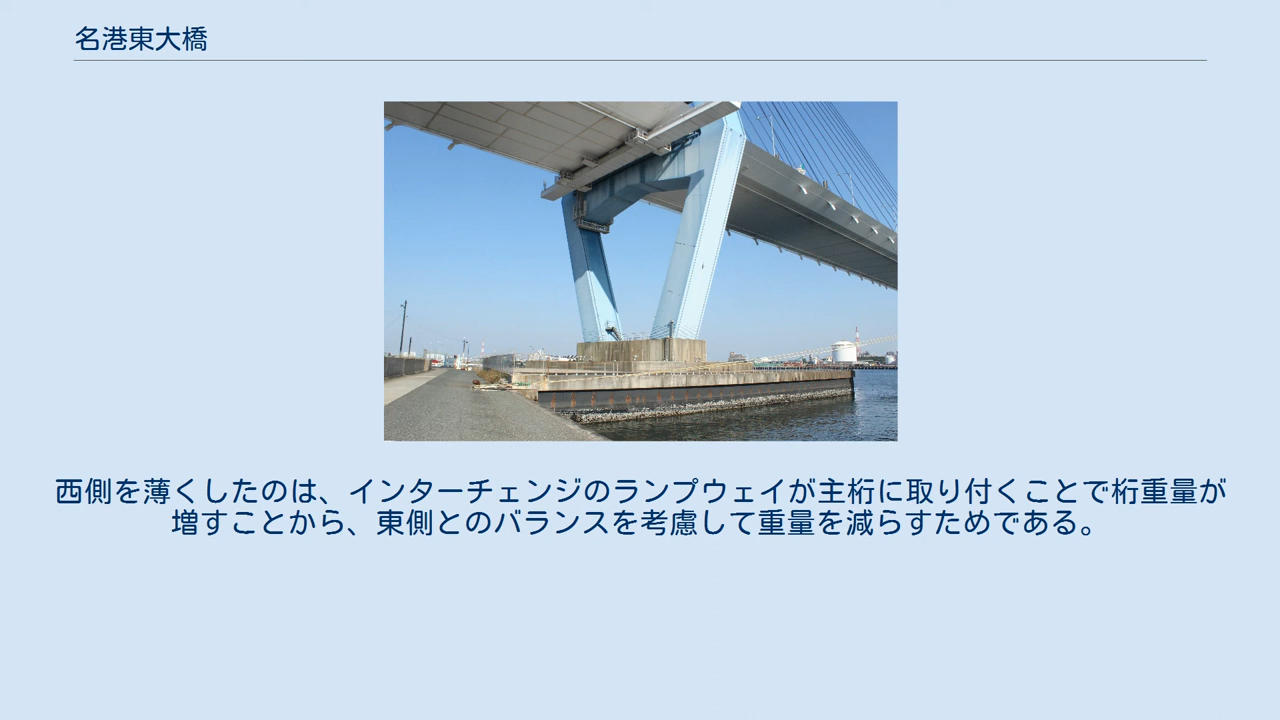 名港東大橋
西側を薄くしたのは、インターチェンジのランプウェイが主桁に取り付くことで桁重量が
増すことから、東側とのバランスを考慮して重量を減らすためである。